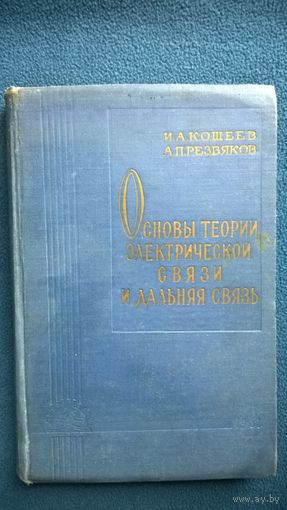 И.А.КОЩЕЕВ
А.П.РЕЗВЯКОВ
ОСНОВЫ ТЕОРИИ
ЭЛЕКТРИЧЕСКОЙ
СВЯЗИ
И ДАЛЬНЯЯ СВЯЗЬ
www.ay.by